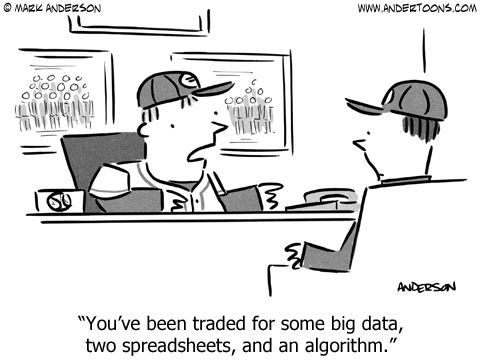 © MARK ANDERSON
WWW.ANDERTOONS.COM
ANDERSON
“You’ve been traded for some big data,
two spreadsheets, and an algorithm.”